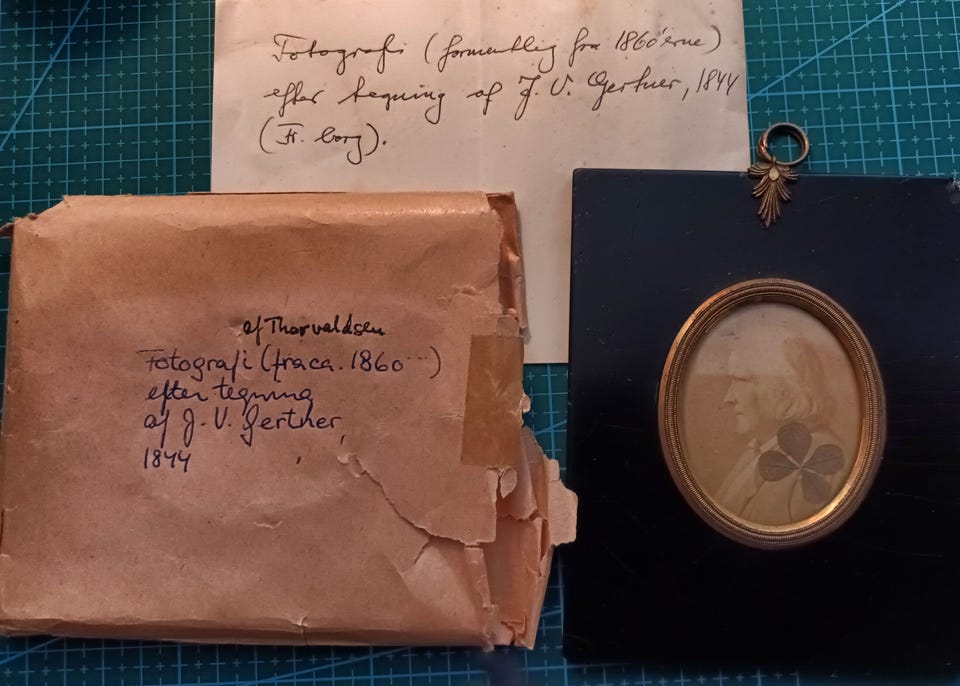 Fotografi (formentlig fra 1860'erne)
efter tegning af J. V. Gertner, 1844
(Fr. borg).
af Thorvaldsen
Fotografi (fra ca. 1860 ··· )
efter tegning
af J. V. Gertner,
1844